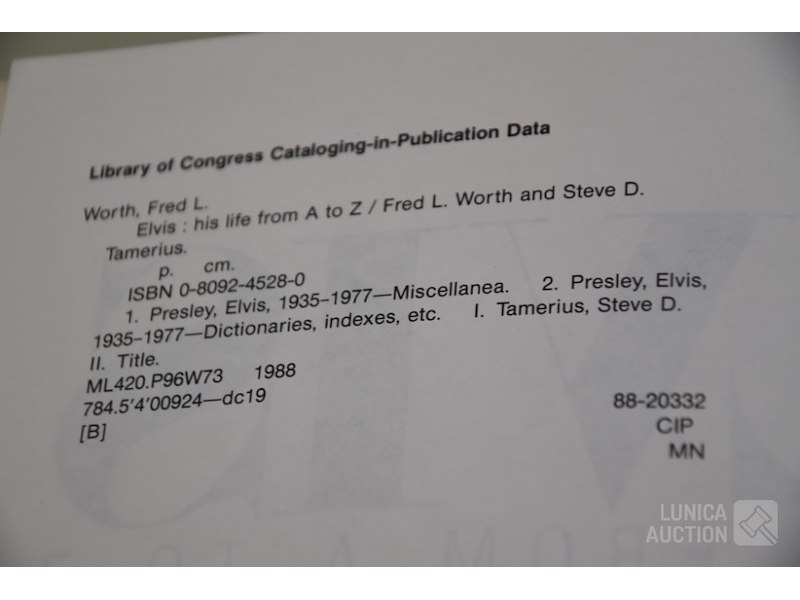 Library of Congress Cataloging-in-Publication Data
Worth, Fred L.
Elvis : his life from A to Z / Fred L. Worth and Steve D.
Tamerius.
p. cm.
ISBN 0-8092-4528-0
1. Presley, Elvis, 1935–1977—Miscellanea. 2. Presley, Elvis,
1935–1977—Dictionaries, indexes, etc. I. Tamerius, Steve D.
II. Title.
ML420.P96W73 1988
784.5'4'00924—dc19
[B]
88-20332
CIP
MN
LUNICA
AUCTION